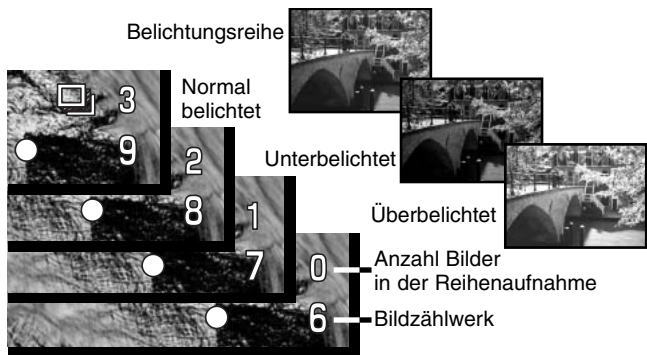 Belichtungsreihe
Normal
belichtet
3
9
2
8
Unterbelichtet
1
7
Überbelichtet
0
Anzahl Bilder
in der Reihenaufnahme
6
Bildzählwerk